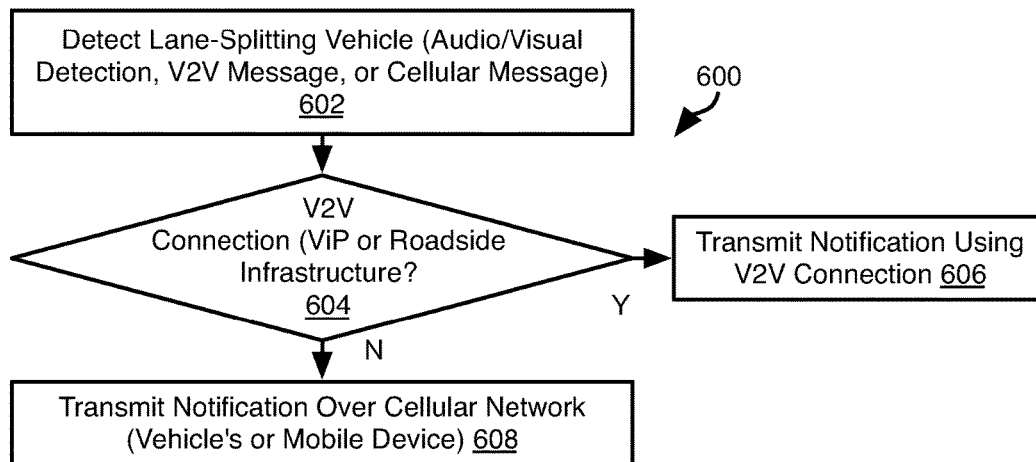 Detect Lane-Splitting Vehicle (Audio/Visual
Detection, V2V Message, or Cellular Message)
602
600
V2V
Connection (ViP or Roadside
Infrastructure?
604
Y
Transmit Notification Using
V2V Connection 606
N
Transmit Notification Over Cellular Network
(Vehicle's or Mobile Device) 608